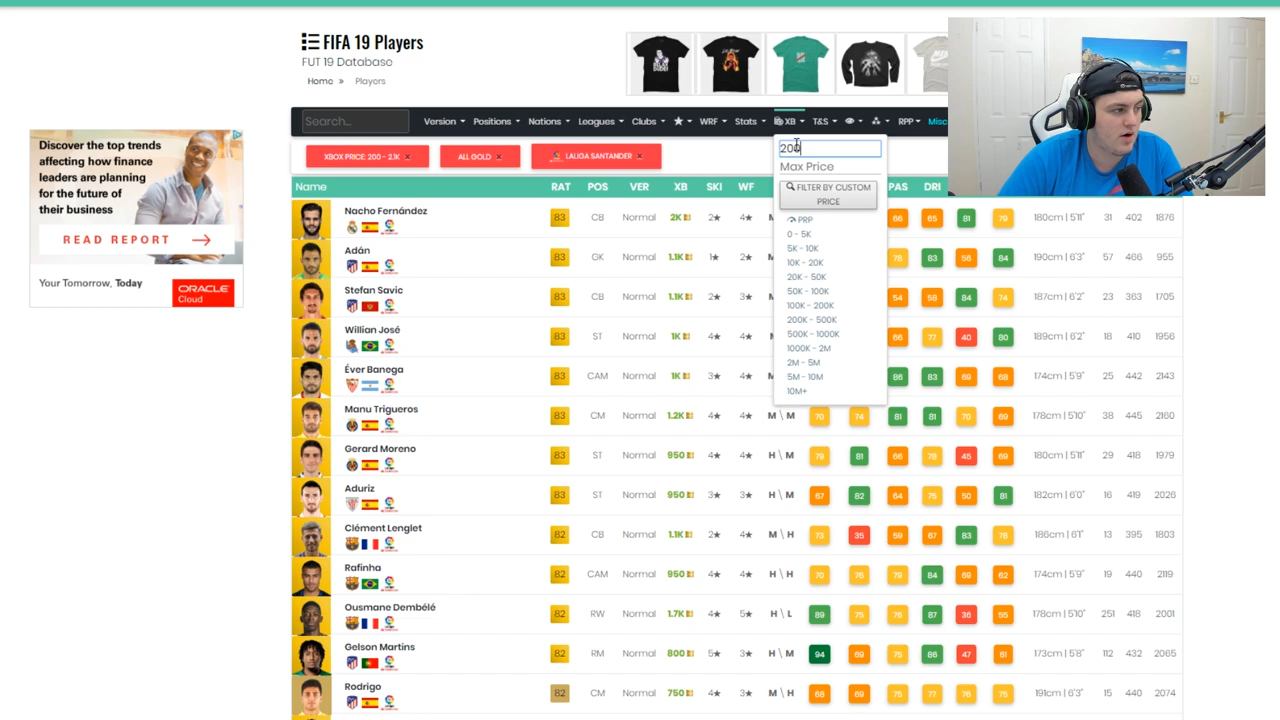 FIFA 19 Players
FUT 19 Database
Home » Players
Search...
Version Positions Nations Leagues Clubs ★ WRF Stats XB T&S RPP Misc
XBOX PRICE: 200 - 2.1K × ALL GOLD × LALIGA SANTANDER ×
200
Max Price
FILTER BY CUSTOM
PRICE
PRP
0 - 5K
5K - 10K
10K - 20K
20K - 50K
50K - 100K
100K - 200K
200K - 500K
500K - 1000K
1000K - 2M
2M - 5M
5M - 10M
10M+
Discover the top trends
affecting how finance
leaders are planning
for the future of
their business
READ REPORT →
Your Tomorrow, Today
ORACLE
Cloud
Name RAT POS VER XB SKI WF PAS DRI
Nacho Fernández 83 CB Normal 2K 2★ 4★ M 66 65 81 79 180cm | 5'11" 31 402 1876
Adán 83 GK Normal 1.1K 1★ 2★ 78 83 56 84 190cm | 6'3" 57 466 955
Stefan Savic 83 CB Normal 1.1K 2★ 3★ 54 58 84 74 187cm | 6'2" 23 363 1705
Willian José 83 ST Normal 1K 2★ 4★ 66 77 40 80 189cm | 6'2" 18 410 1956
Éver Banega 83 CAM Normal 1K 3★ 4★ M 86 83 69 68 174cm | 5'9" 25 442 2143
Manu Trigueros 83 CM Normal 1.2K 4★ 4★ M \ M 70 74 81 81 70 69 178cm | 5'10" 38 445 2160
Gerard Moreno 83 ST Normal 950 4★ 4★ H \ M 79 81 66 78 45 69 180cm | 5'11" 29 418 1979
Aduriz 83 ST Normal 950 3★ 3★ H \ M 67 82 64 75 50 81 182cm | 6'0" 16 419 2026
Clément Lenglet 82 CB Normal 1.1K 2★ 4★ M \ H 73 35 59 67 83 78 186cm | 6'1" 13 395 1803
Rafinha 82 CAM Normal 950 4★ 4★ H \ H 70 76 79 84 69 62 174cm | 5'9" 19 440 2119
Ousmane Dembélé 82 RW Normal 1.7K 4★ 5★ H \ L 89 75 76 87 36 55 178cm | 5'10" 251 418 2001
Gelson Martins 82 RM Normal 800 5★ 3★ H \ M 94 69 75 86 47 61 173cm | 5'8" 112 432 2065
Rodrigo 82 CM Normal 750 4★ 3★ M \ H 68 69 75 77 76 75 191cm | 6'3" 15 440 2074